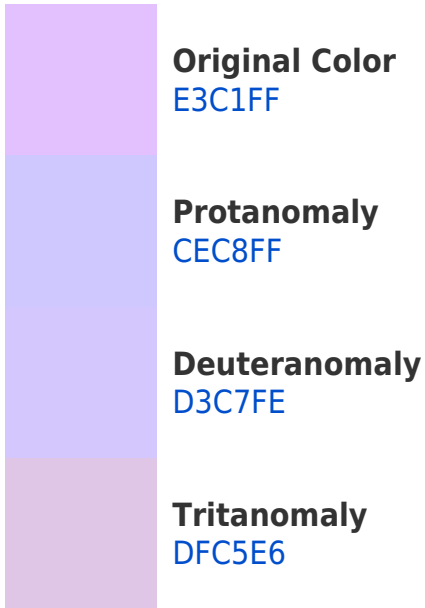 Original Color
E3C1FF
Protanomaly
CEC8FF
Deuteranomaly
D3C7FE
Tritanomaly
DFC5E6